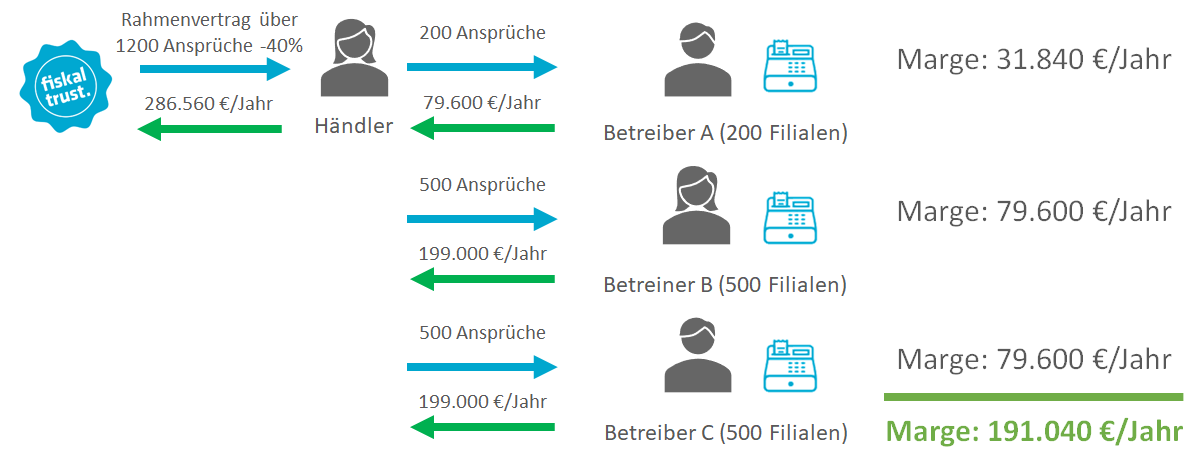 Rahmenvertrag über
1200 Ansprüche -40%
fiskal
trust.
286.560 €/Jahr
Händler
200 Ansprüche
79.600 €/Jahr
Betreiber A (200 Filialen)
Marge: 31.840 €/Jahr
500 Ansprüche
199.000 €/Jahr
Betreiner B (500 Filialen)
Marge: 79.600 €/Jahr
500 Ansprüche
199.000 €/Jahr
Betreiber C (500 Filialen)
Marge: 79.600 €/Jahr
Marge: 191.040 €/Jahr